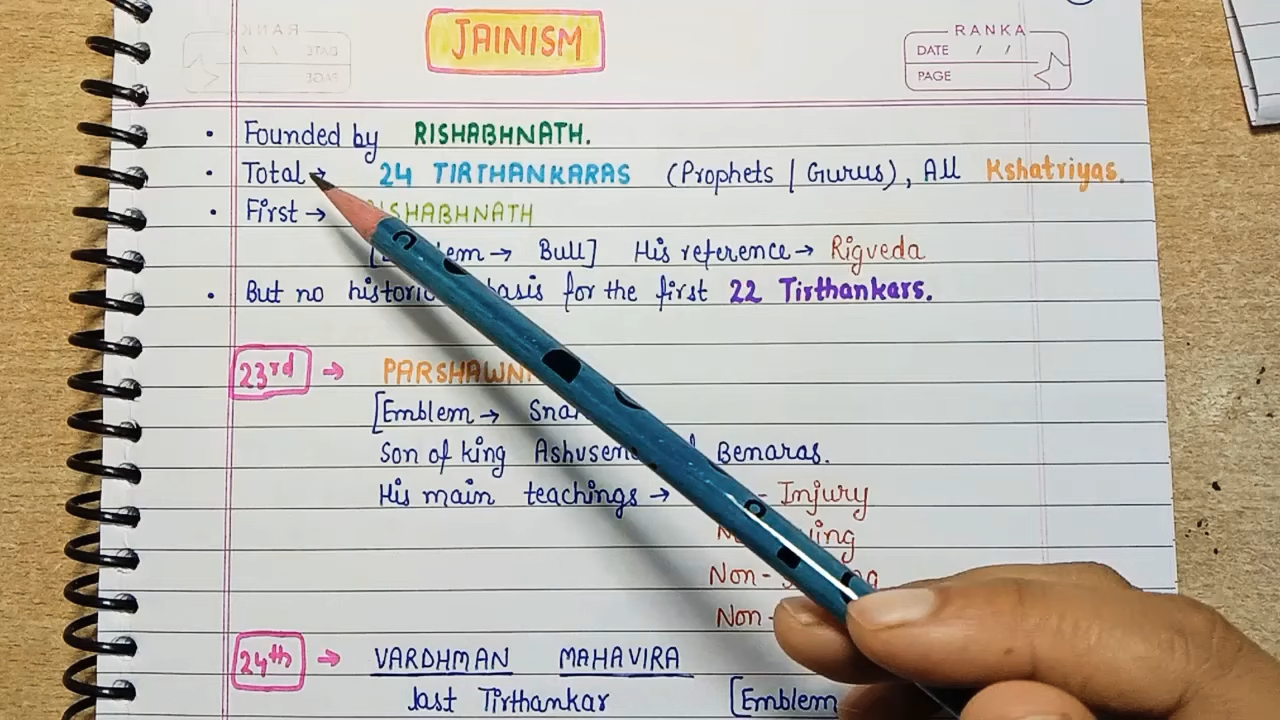 JAINISM
RANKA
DATE / /
PAGE
• Founded by RISHABHNATH.
• Total → 24 TIRTHANKARAS (Prophets | Gurus), All Kshatriyas.
• First → RISHABHNATH
Bull] His reference → Rigveda
• But no basis for the first 22 Tirthankars.
23rd →
[Emblem →
Son of king Benaras.
His main teachings → - Injury
Non-
Non-
24th → VARDHMAN MAHAVIRA
last Tirthankar [Emblem